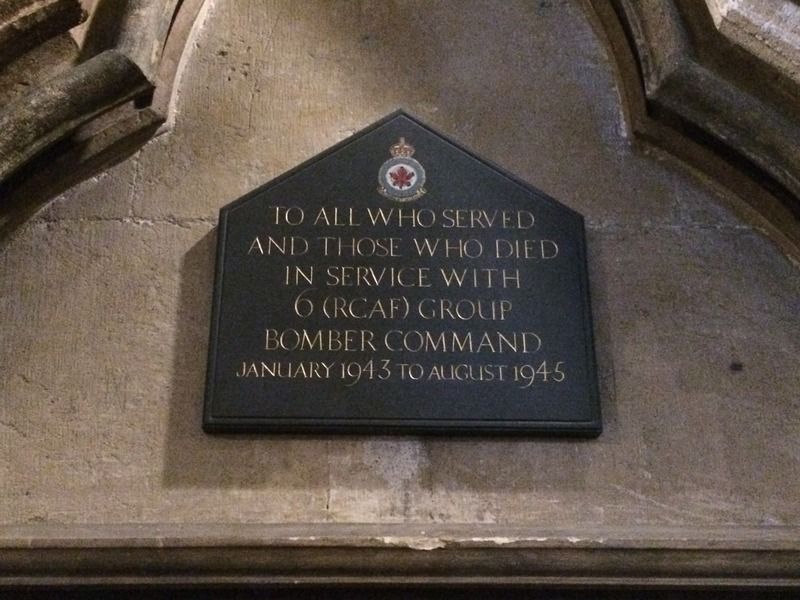 TO ALL WHO SERVED
AND THOSE WHO DIED
IN SERVICE WITH
6 (RCAF) GROUP
BOMBER COMMAND
JANUARY 1943 TO AUGUST 1945